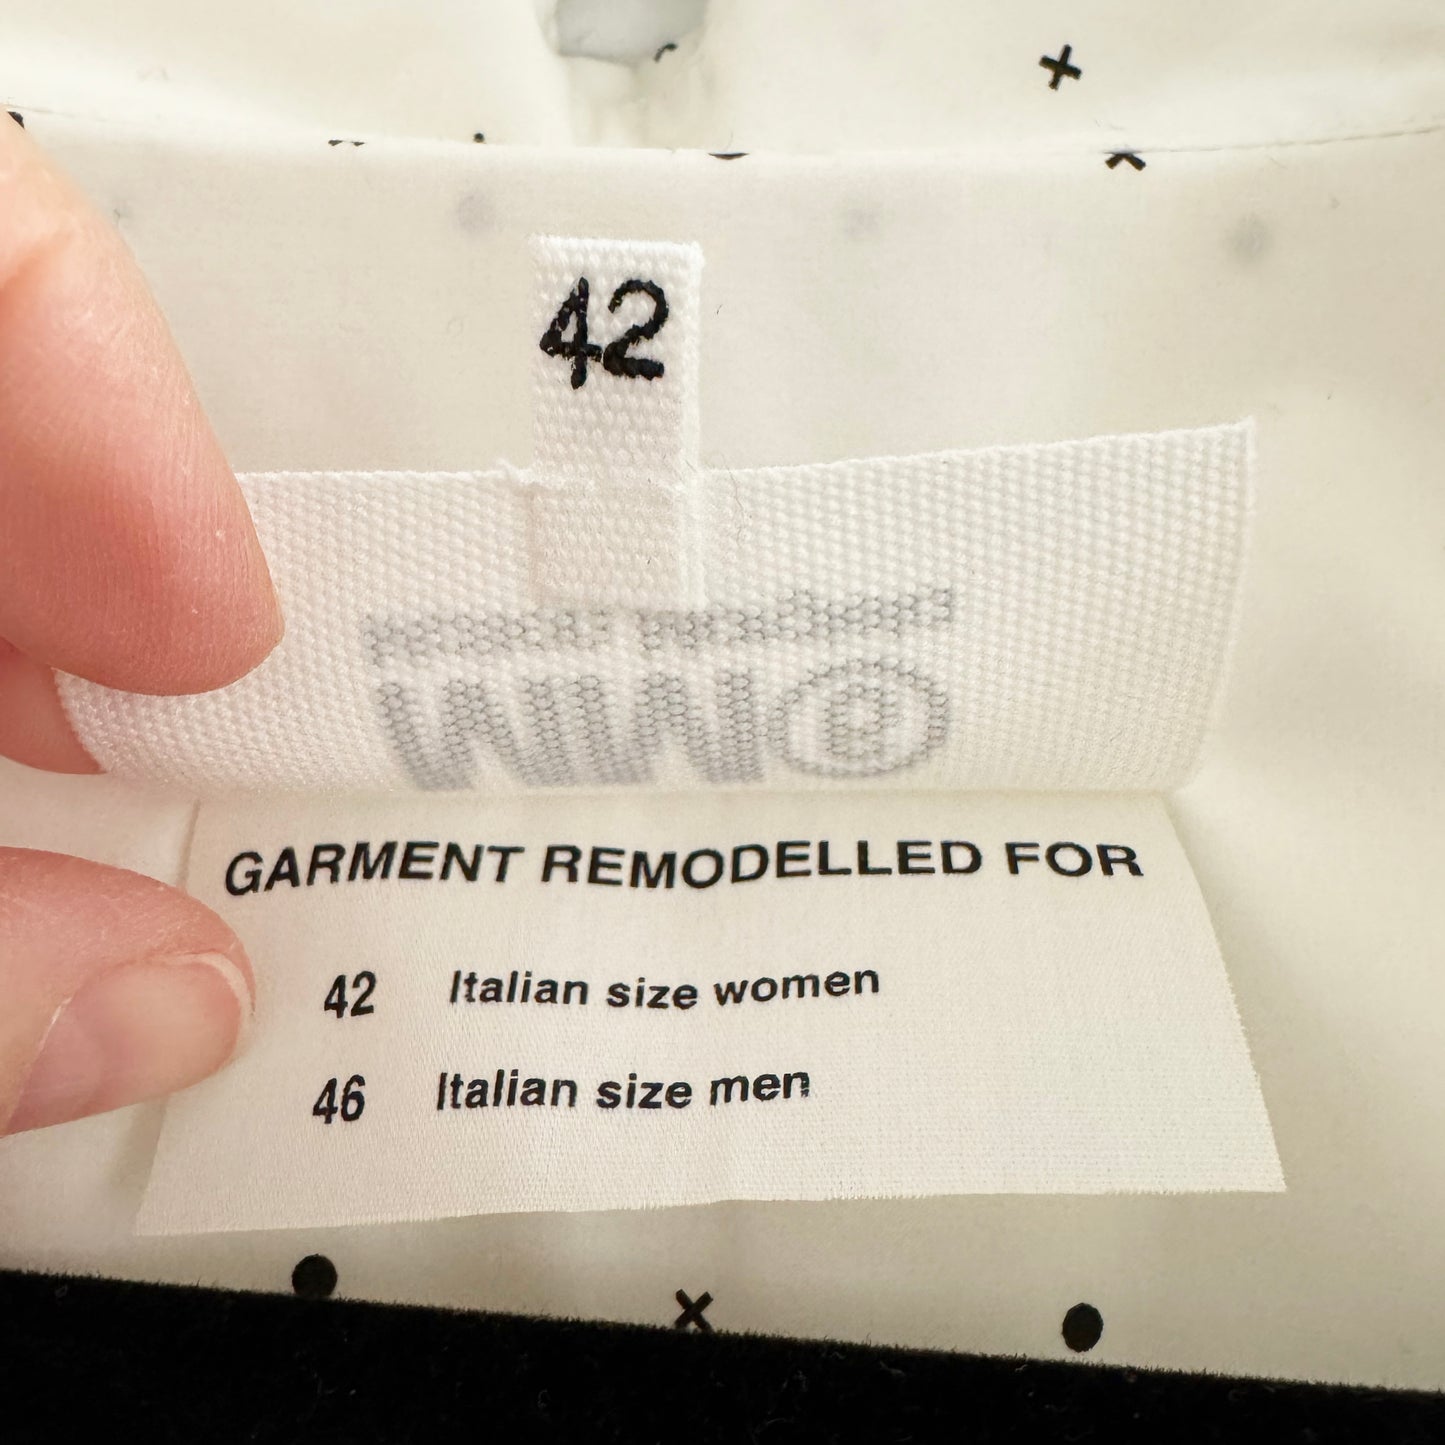 42
GARMENT REMODELLED FOR
42 Italian size women
46 Italian size men